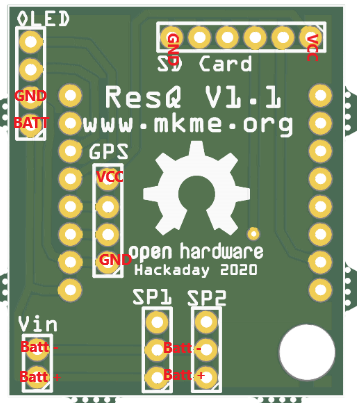 OLED
GND
VCC
SD Card
GND
BATT
ResQ V1.1
www.mkme.org
GPS
VCC
GND
open hardware
Hackaday 2020
SP1 SP2
Vin
Batt -
Batt -
Batt
Batt +